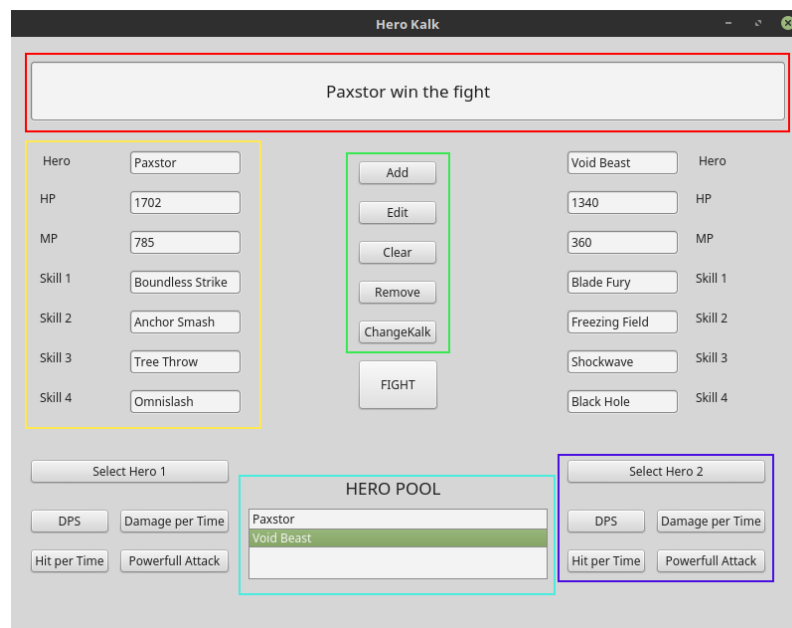 Hero Kalk
Paxstor win the fight
Hero Paxstor Add Void Beast Hero
HP 1702 Edit 1340 HP
MP 785 Clear 360 MP
Skill 1 Boundless Strike Remove Blade Fury Skill 1
Skill 2 Anchor Smash ChangeKalk Freezing Field Skill 2
Skill 3 Tree Throw FIGHT Shockwave Skill 3
Skill 4 Omnislash Black Hole Skill 4
Select Hero 1 Select Hero 2
HERO POOL
DPS Damage per Time Paxstor DPS Damage per Time
Void Beast
Hit per Time Powerfull Attack Hit per Time Powerfull Attack